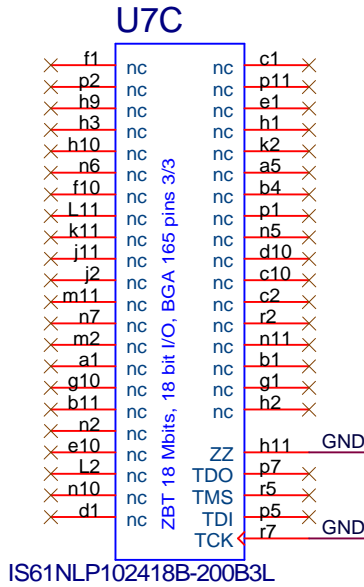 U7C
f1 nc nc c1
p2 nc nc p11
h9 nc nc e1
h3 nc nc h1
h10 nc nc k2
n6 nc nc a5
f10 nc nc b4
L11 nc nc p1
k11 nc nc n5
j11 nc nc d10
j2 nc nc c10
m11 nc nc c2
n7 nc nc r2
m2 nc nc n11
a1 nc nc b1
g10 nc nc g1
b11 nc nc h2
n2 nc
e10 nc ZZ h11 GND
L2 nc TDO p7
n10 nc TMS r5
d1 nc TDI p5
TCK r7 GND
ZBT 18 Mbits, 18 bit I/O, BGA 165 pins 3/3
IS61NLP102418B-200B3L